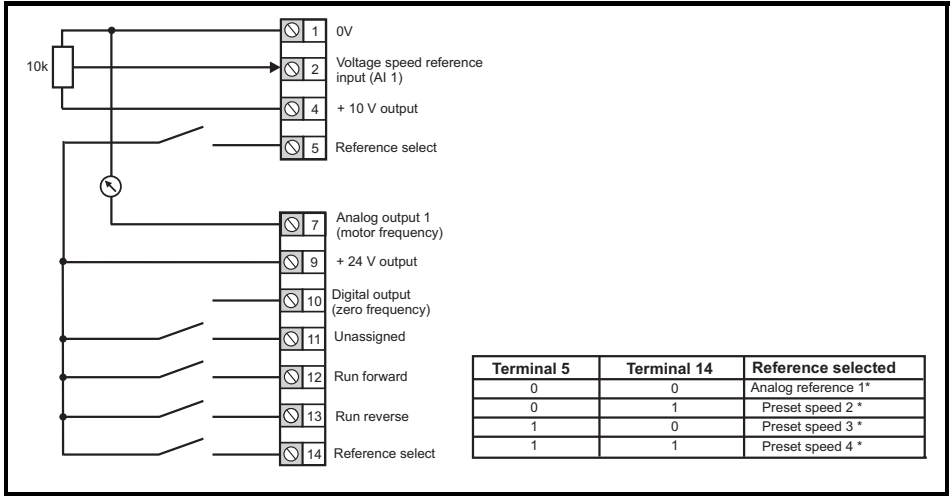 1 0V
10k
2 Voltage speed reference
input (AI 1)
4 + 10 V output
5 Reference select
7 Analog output 1
(motor frequency)
9 + 24 V output
10 Digital output
(zero frequency)
11 Unassigned
12 Run forward
13 Run reverse
14 Reference select
Terminal 5 Terminal 14 Reference selected
0 0 Analog reference 1*
0 1 Preset speed 2 *
1 0 Preset speed 3 *
1 1 Preset speed 4 *